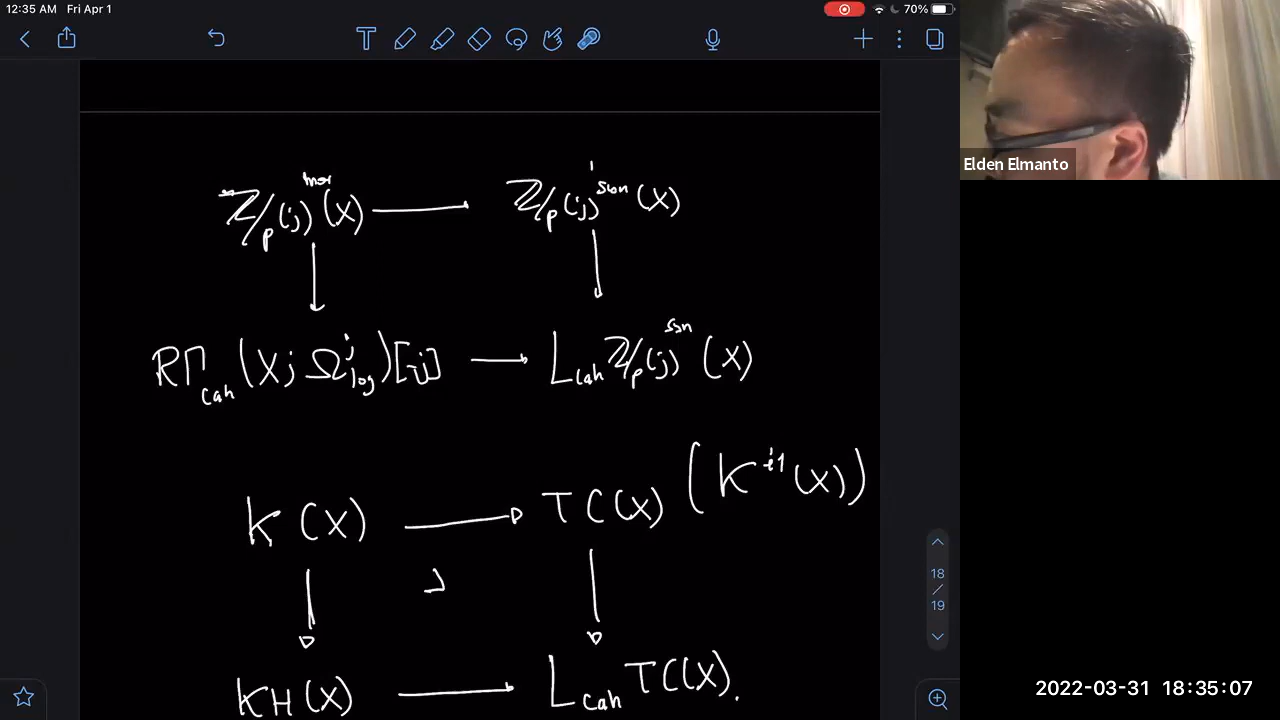 12:35 AM Fri Apr 1
70%
Elden Elmanto
ℤ/p(j)^mot(X) ⟶ ℤ/p(j)^syn(X)
RΓ_cdh(X; Ω^j_log)[-j] → L_cdh ℤ/p(j)^syn(X)
K(X) → TC(X) (K^ét(X))
KH(X) → L_cdh TC(X).
18
/
19
2022-03-31 18:35:07